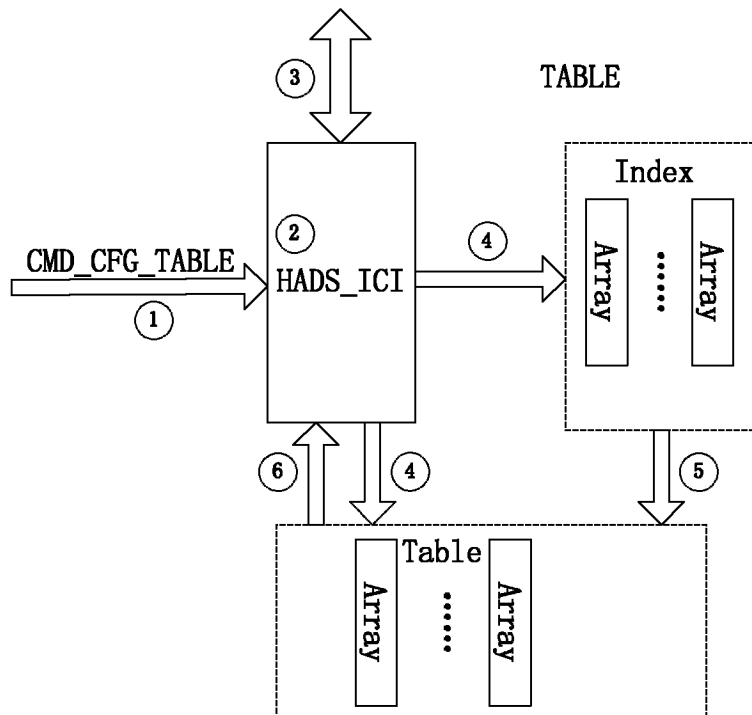 ③
TABLE
Index
②
④
Array
Array
CMD_CFG_TABLE
HADS_ICI
①
⑥
④
⑤
Table
Array
Array